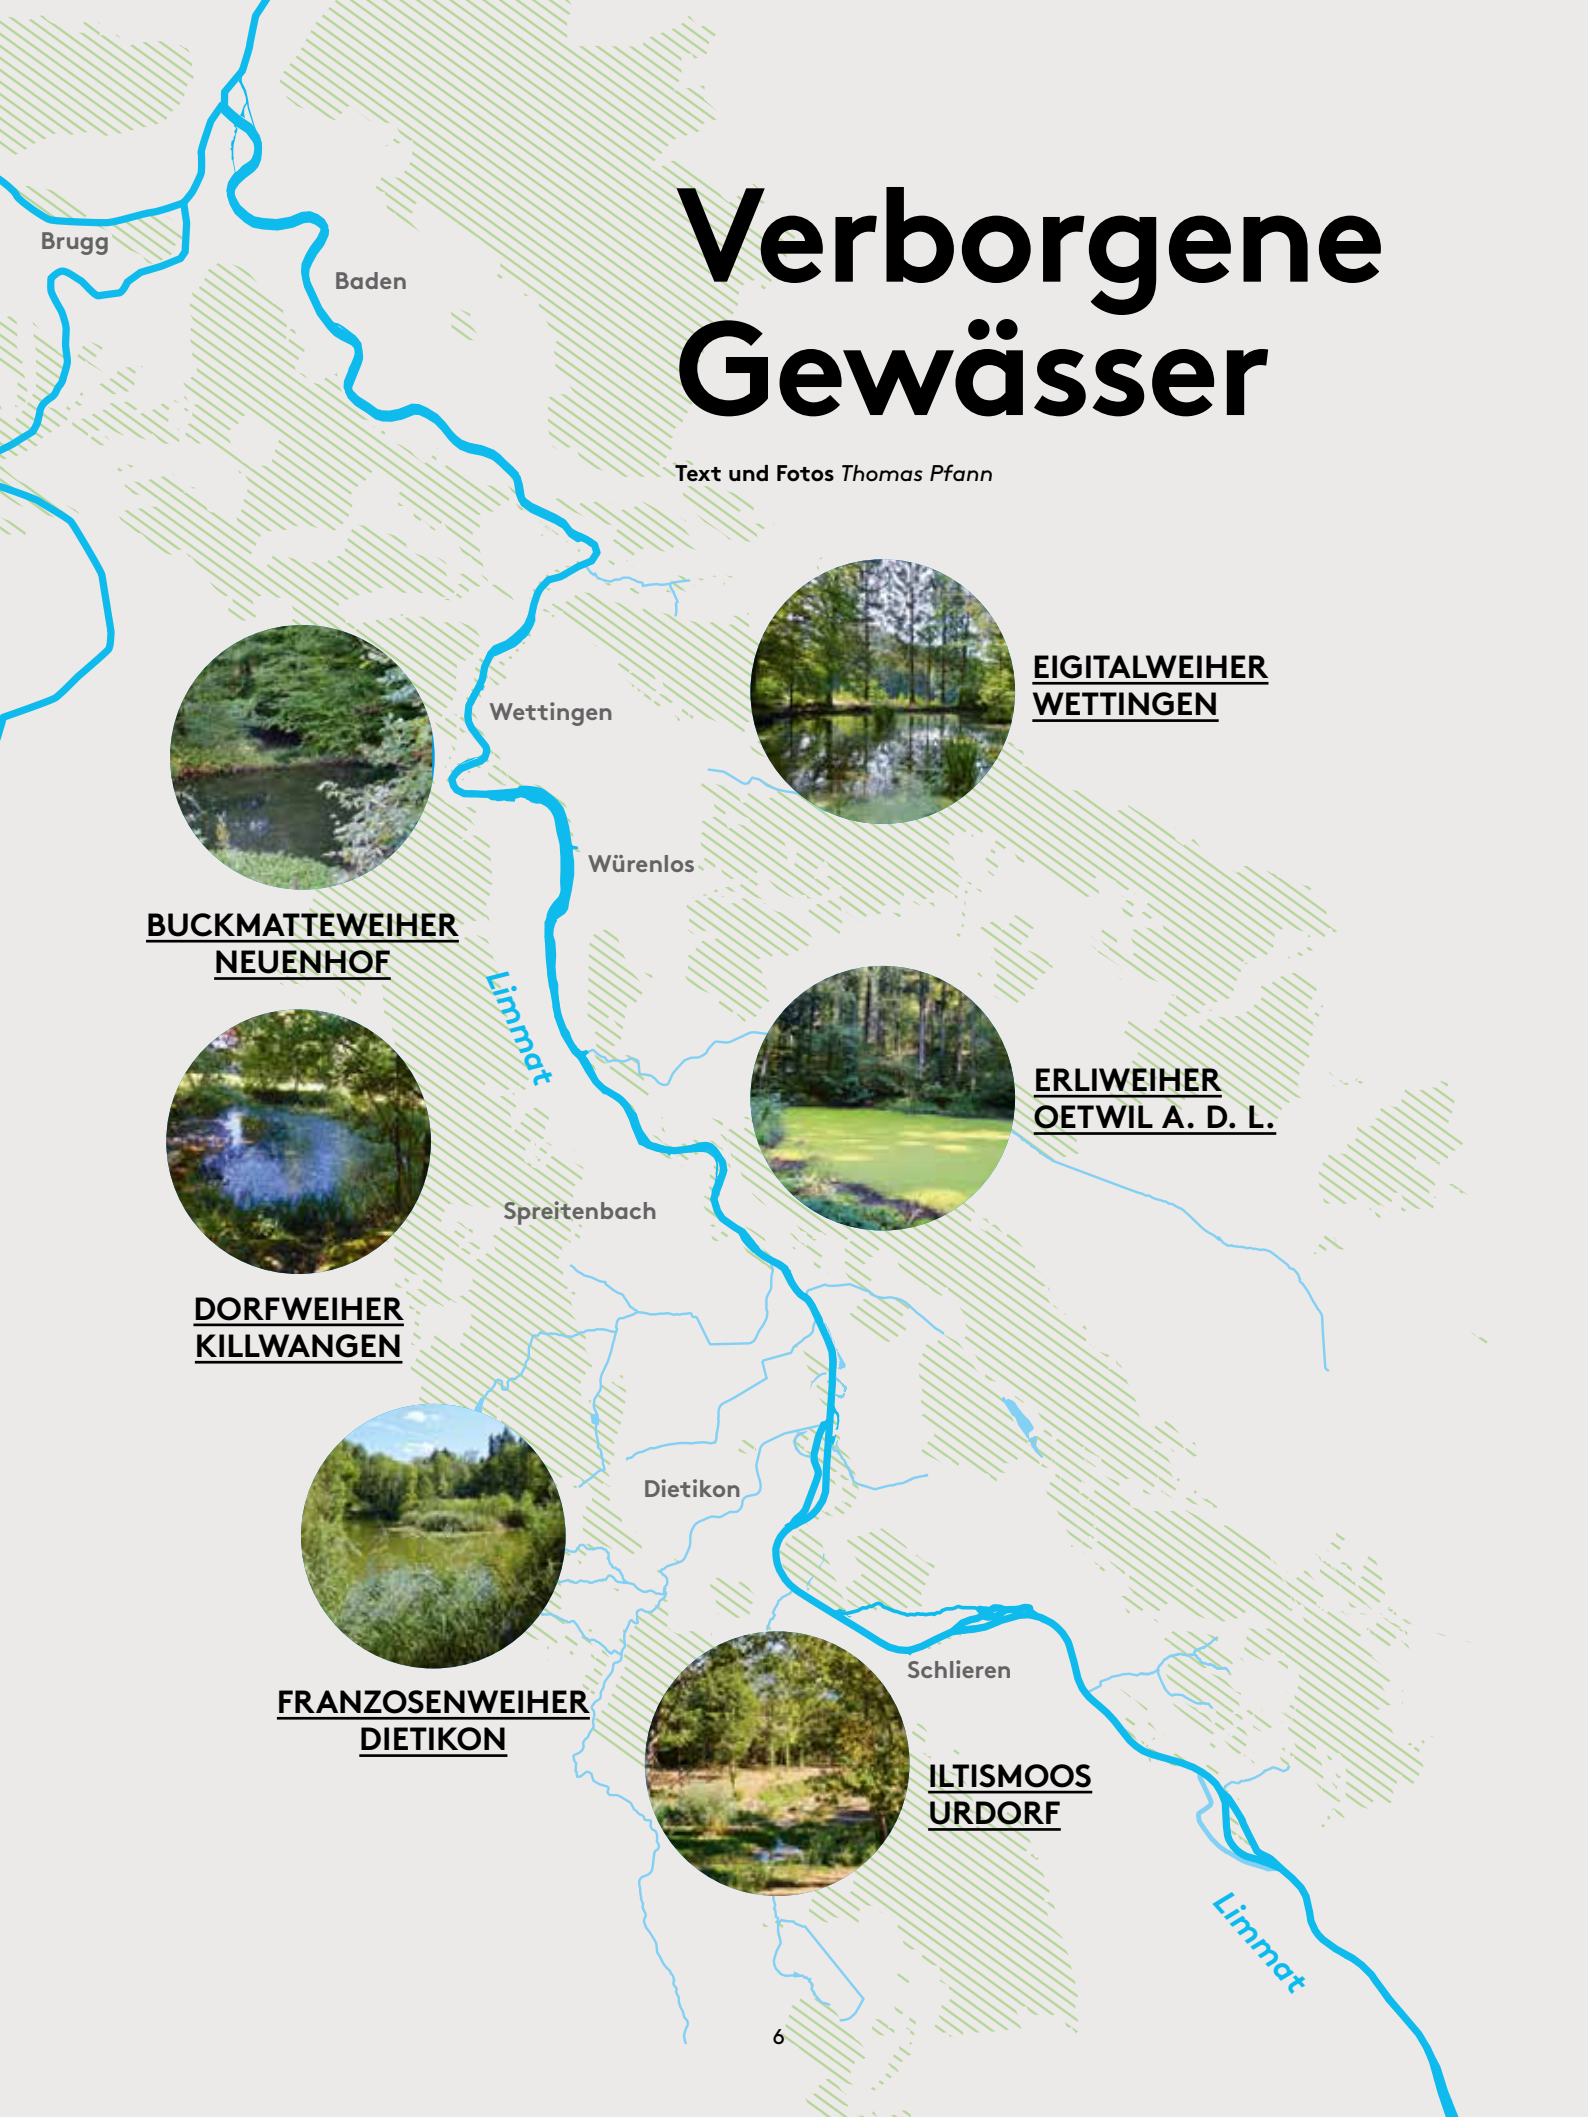 Verborgene
Gewässer
Text und Fotos Thomas Pfann
Brugg
Baden
EIGITALWEIHER
WETTINGEN
Wettingen
Würenlos
BUCKMATTEWEIHER
NEUENHOF
Limmat
ERLIWEIHER
OETWIL A. D. L.
Spreitenbach
DORFWEIHER
KILLWANGEN
Dietikon
Schlieren
FRANZOSENWEIHER
DIETIKON
ILTISMOOS
URDORF
Limmat
6